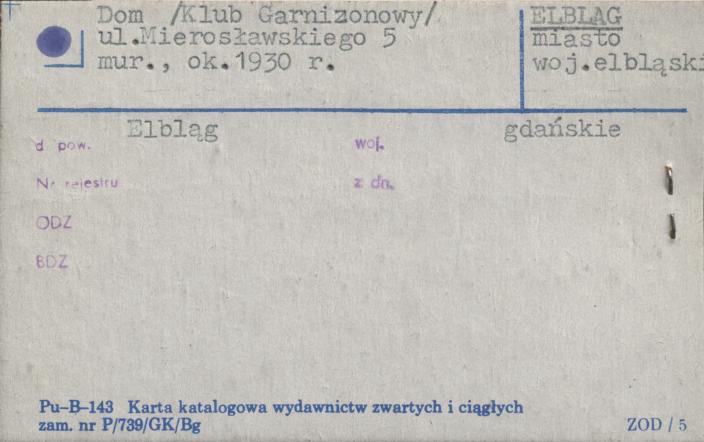 Dom /Klub Garnizonowy/
ul.Mierosławskiego 5
mur., ok.1930 r.
ELBLĄG
miasto
woj.elbląski
Elbląg gdańskie
d pow. woj.
Nr rejestru z dn.
ODZ
BDZ
Pu-B-143 Karta katalogowa wydawnictw zwartych i ciągłych
zam. nr P/739/GK/Bg ZOD / 5